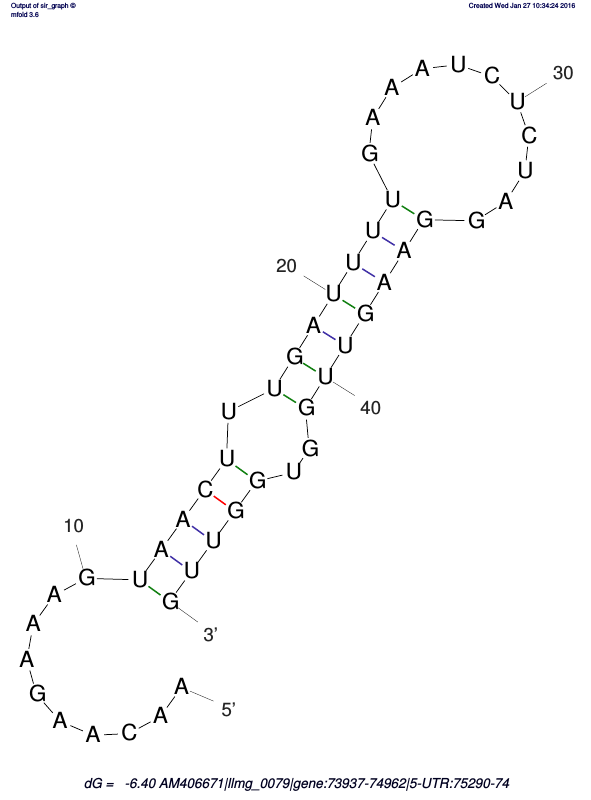 Output of sir_graph ©
mfold 3.6
Created Wed Jan 27 10:34:24 2016
A A U C
A U 30
A C
G U
U G G A
U A
U A
20 U G
A U
G U
U G 40
U G
U G U
C G
A U
10 A U
A G U G
A 3’
A A 5’
G A
A A C
dG = -6.40 AM406671|llmg_0079|gene:73937-74962|5-UTR:75290-74